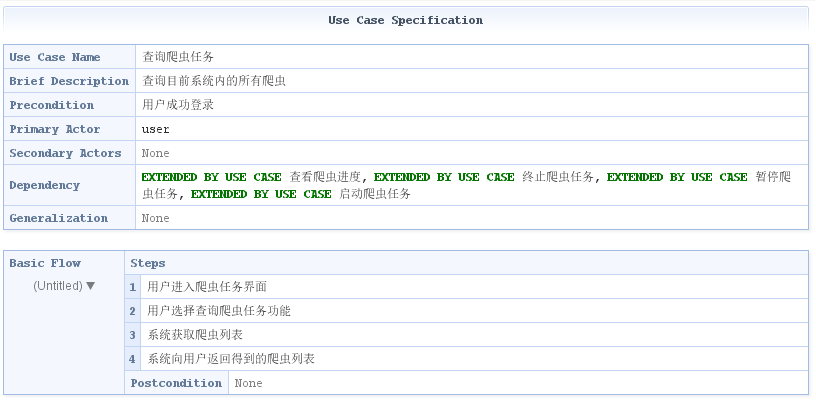 Use Case Specification
Use Case Name 查询爬虫任务
Brief Description 查询目前系统内的所有爬虫
Precondition 用户成功登录
Primary Actor user
Secondary Actors None
Dependency EXTENDED BY USE CASE 查看爬虫进度, EXTENDED BY USE CASE 终止爬虫任务, EXTENDED BY USE CASE 暂停爬
虫任务, EXTENDED BY USE CASE 启动爬虫任务
Generalization None
Basic Flow Steps
(Untitled) ▼
1 用户进入爬虫任务界面
2 用户选择查询爬虫任务功能
3 系统获取爬虫列表
4 系统向用户返回得到的爬虫列表
Postcondition None